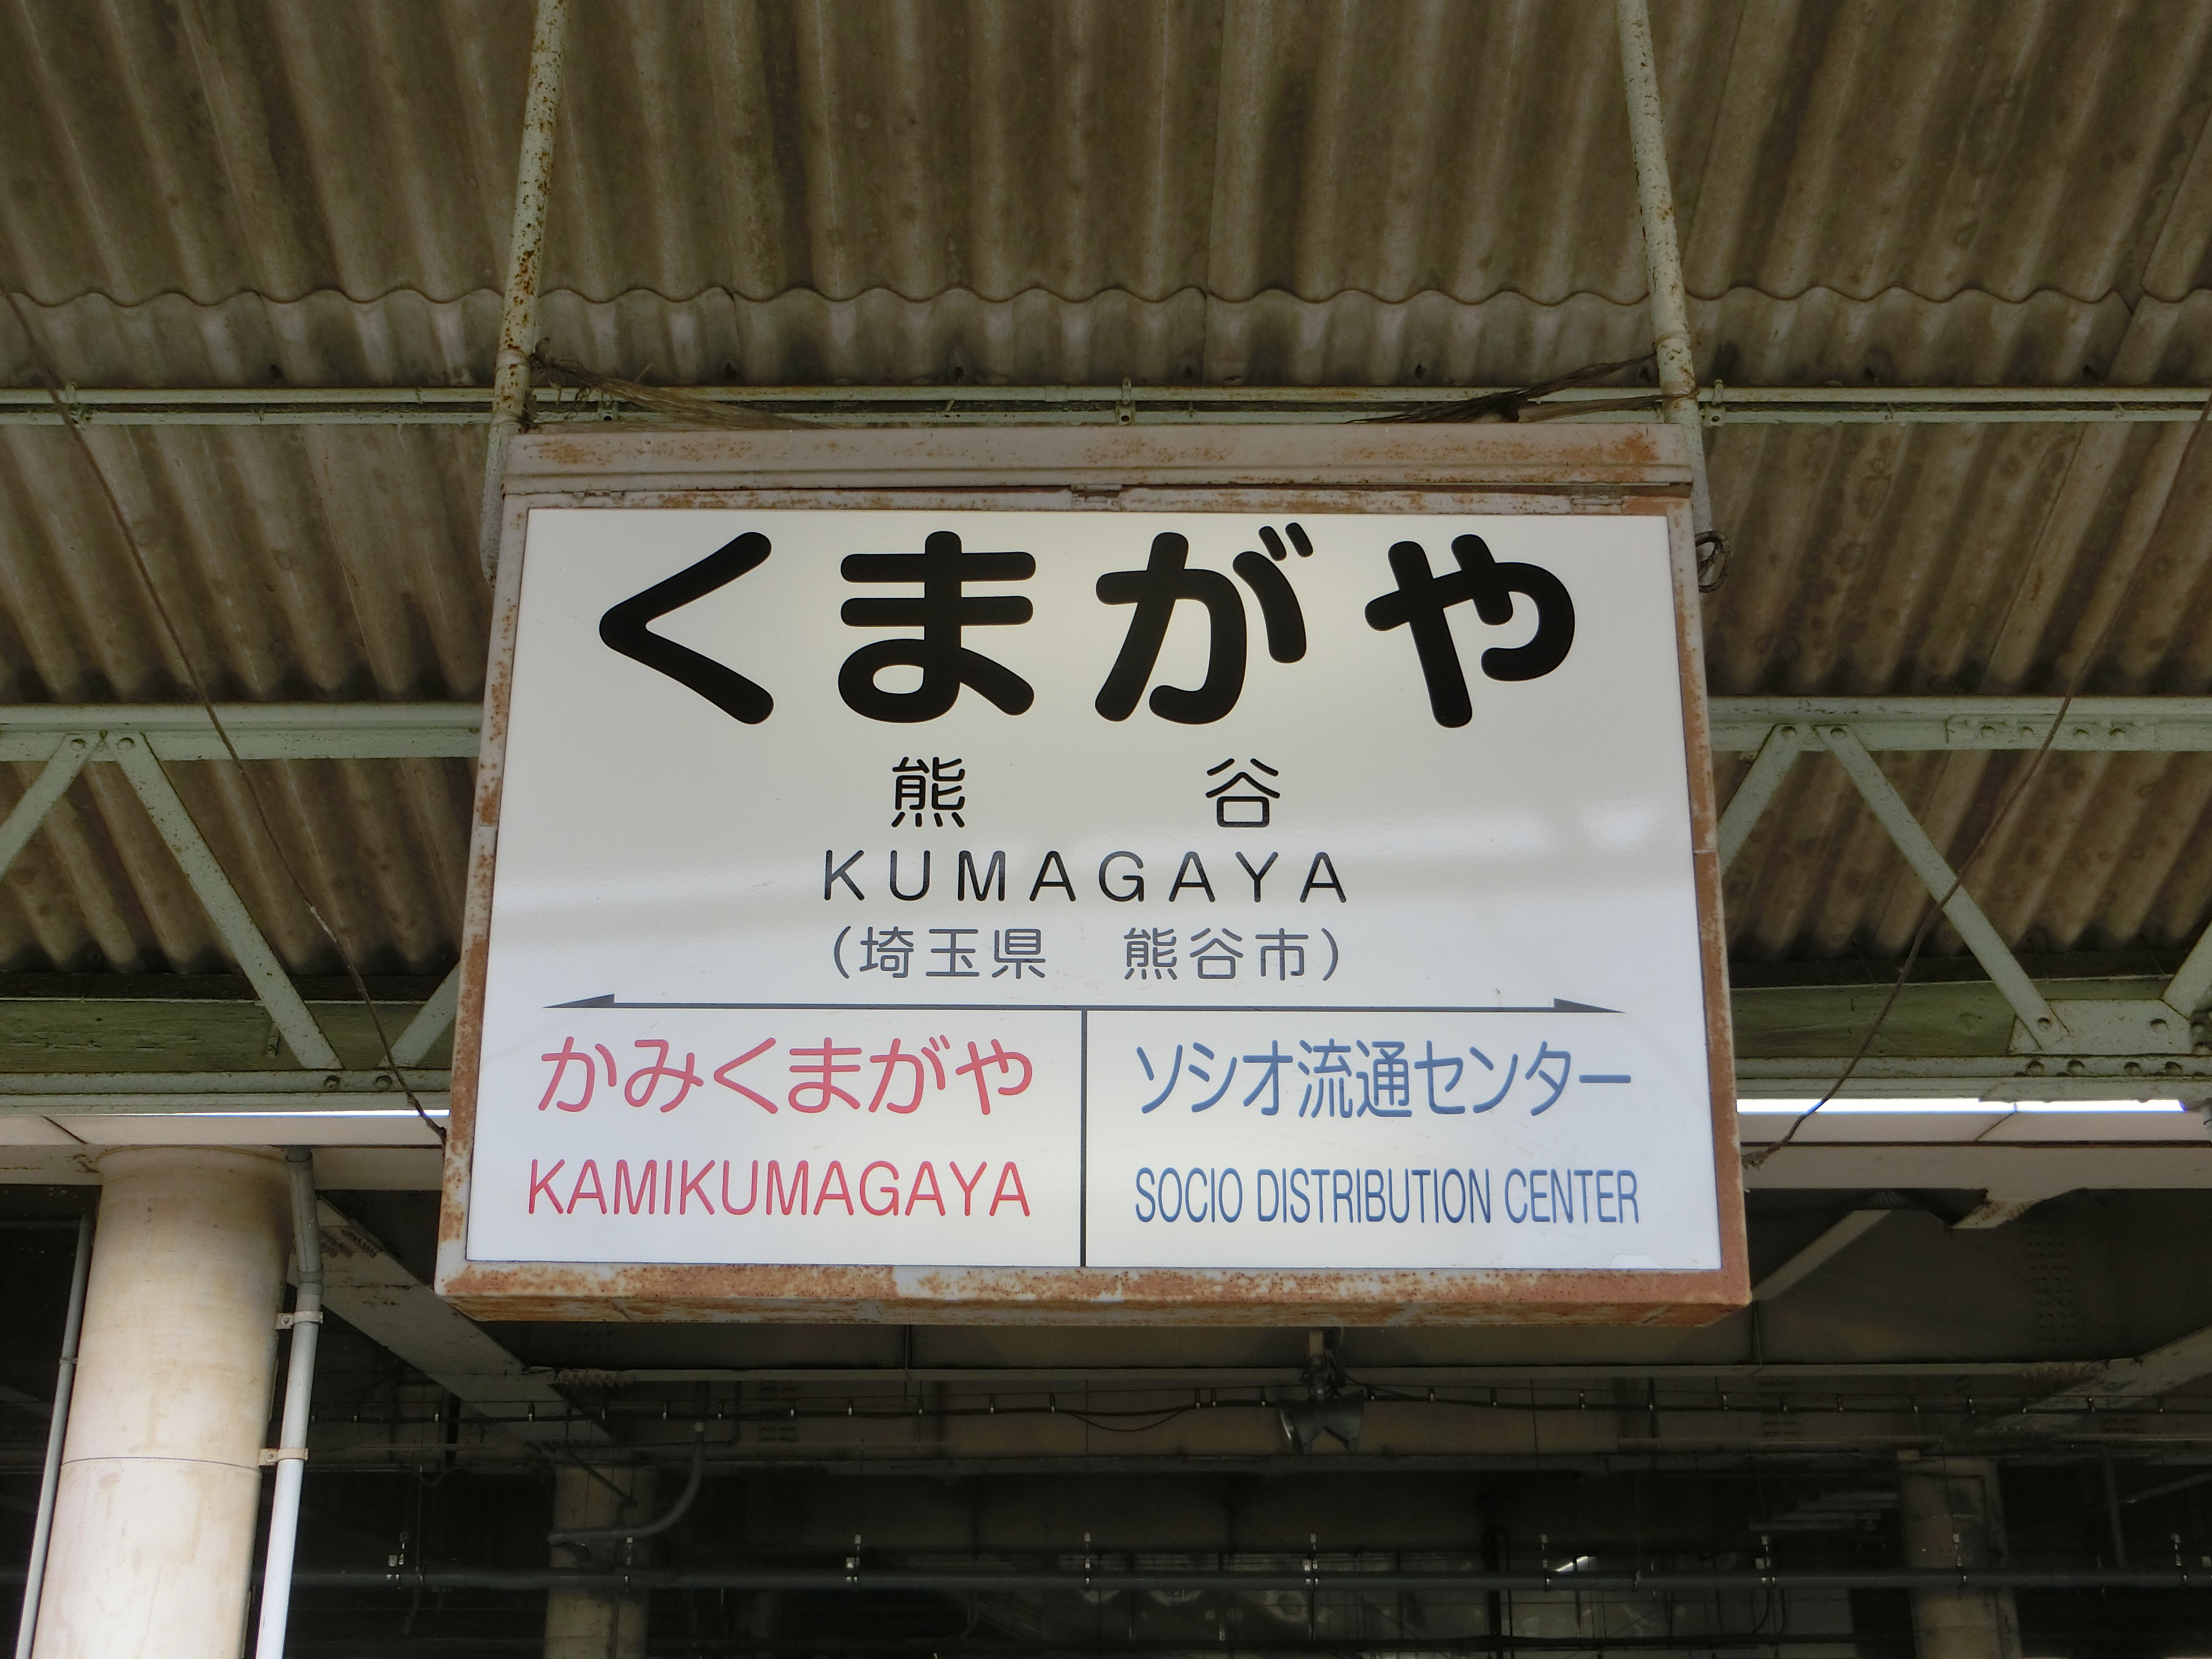 くまがや
熊谷
KUMAGAYA
(埼玉県 熊谷市)
かみくまがや
KAMIKUMAGAYA
ソシオ流通センター
SOCIO DISTRIBUTION CENTER